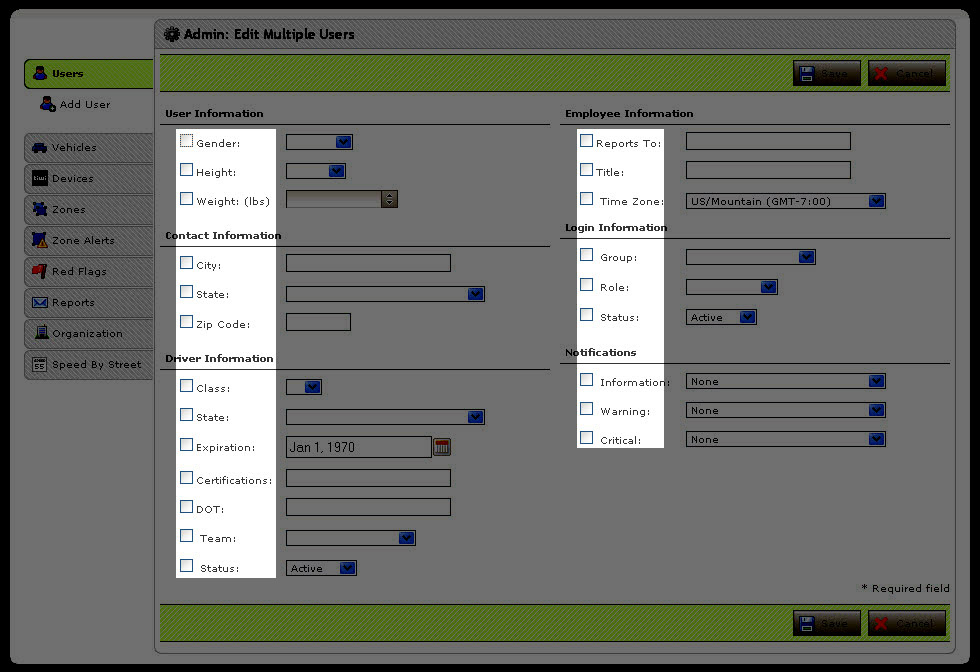 Admin: Edit Multiple Users
Users
Add User
Vehicles
tiwi Devices
Zones
Zone Alerts
Red Flags
Reports
Organization
55 Speed By Street
Save
Cancel
User Information
Gender:
Height:
Weight: (lbs)
Contact Information
City:
State:
Zip Code:
Driver Information
Class:
State:
Expiration: Jan 1, 1970
Certifications:
DOT:
Team:
Status: Active
Employee Information
Reports To:
Title:
Time Zone: US/Mountain (GMT-7:00)
Login Information
Group:
Role:
Status: Active
Notifications
Information: None
Warning: None
Critical: None
* Required field
Save
Cancel